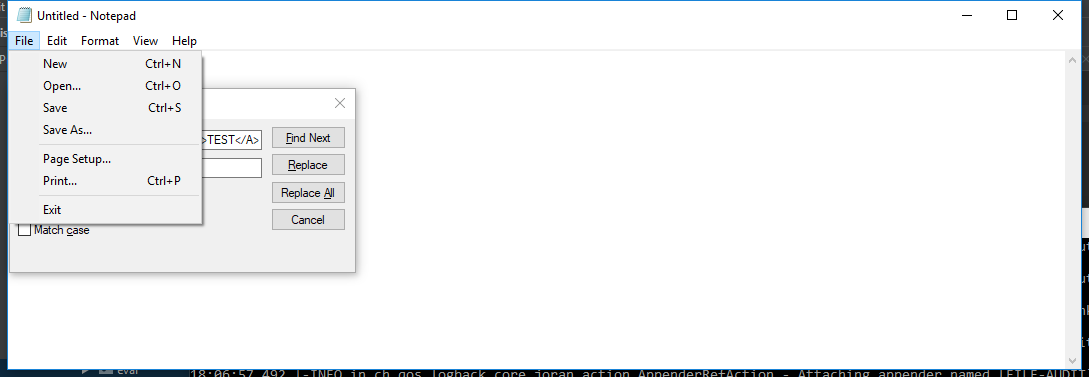 Untitled - Notepad
File Edit Format View Help
New Ctrl+N
Open... Ctrl+O
Save Ctrl+S
Save As...
Page Setup...
Print... Ctrl+P
Exit
>TEST</A>
Find Next
Replace
Replace All
Cancel
Match case
eval
18:06:57,492 |-INFO in ch.qos.logback.core.joran.action.AppenderRefAction - Attaching appender named [FILE-AUDIT